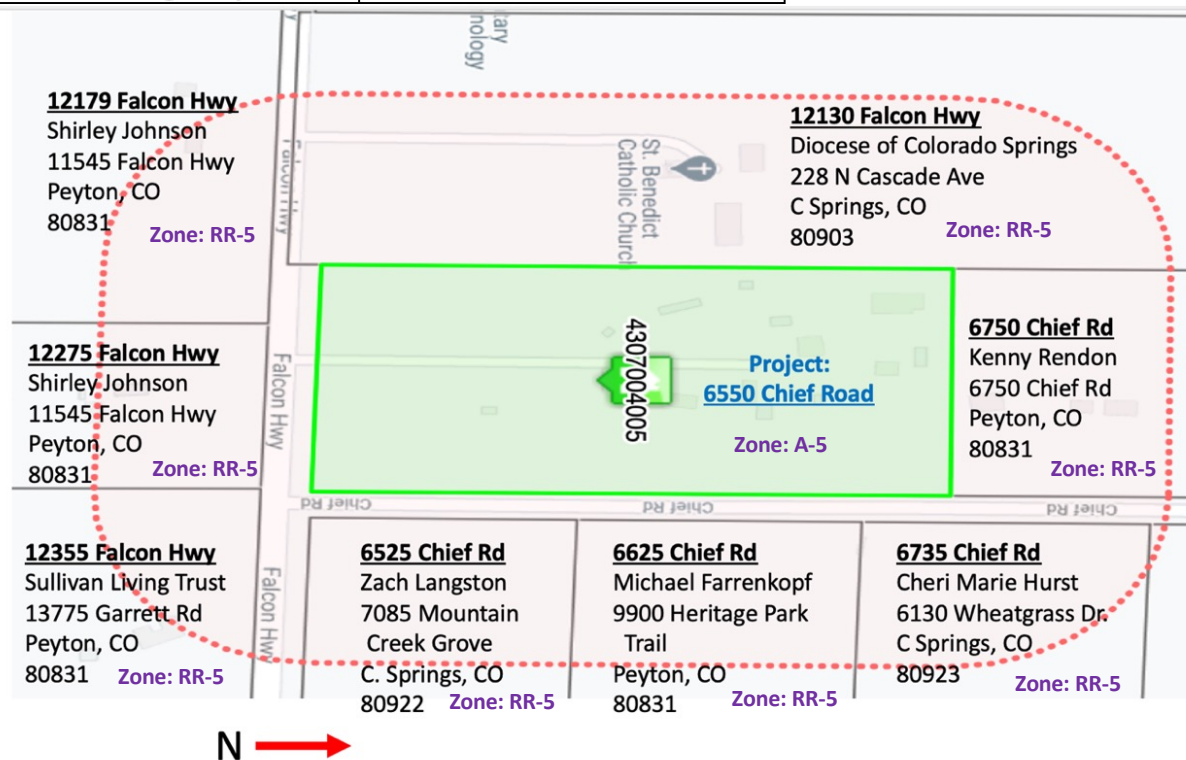 tary
nology
12179 Falcon Hwy
Shirley Johnson
11545 Falcon Hwy
Peyton, CO
80831
Zone: RR-5
Falcon Hwy
St. Benedict
Catholic Church
12130 Falcon Hwy
Diocese of Colorado Springs
228 N Cascade Ave
C Springs, CO
80903
Zone: RR-5
12275 Falcon Hwy
Shirley Johnson
11545 Falcon Hwy
Peyton, CO
80831
Zone: RR-5
Falcon Hwy
4307004005
Project:
6550 Chief Road
Zone: A-5
6750 Chief Rd
Kenny Rendon
6750 Chief Rd
Peyton, CO
80831
Zone: RR-5
Chief Rd
Chief Rd
Chief Rd
12355 Falcon Hwy
Sullivan Living Trust
13775 Garrett Rd
Peyton, CO
80831
Zone: RR-5
Falcon Hwy
6525 Chief Rd
Zach Langston
7085 Mountain
Creek Grove
C. Springs, CO
80922
Zone: RR-5
6625 Chief Rd
Michael Farrenkopf
9900 Heritage Park
Trail
Peyton, CO
80831
Zone: RR-5
6735 Chief Rd
Cheri Marie Hurst
6130 Wheatgrass Dr.
C Springs, CO
80923
Zone: RR-5
N